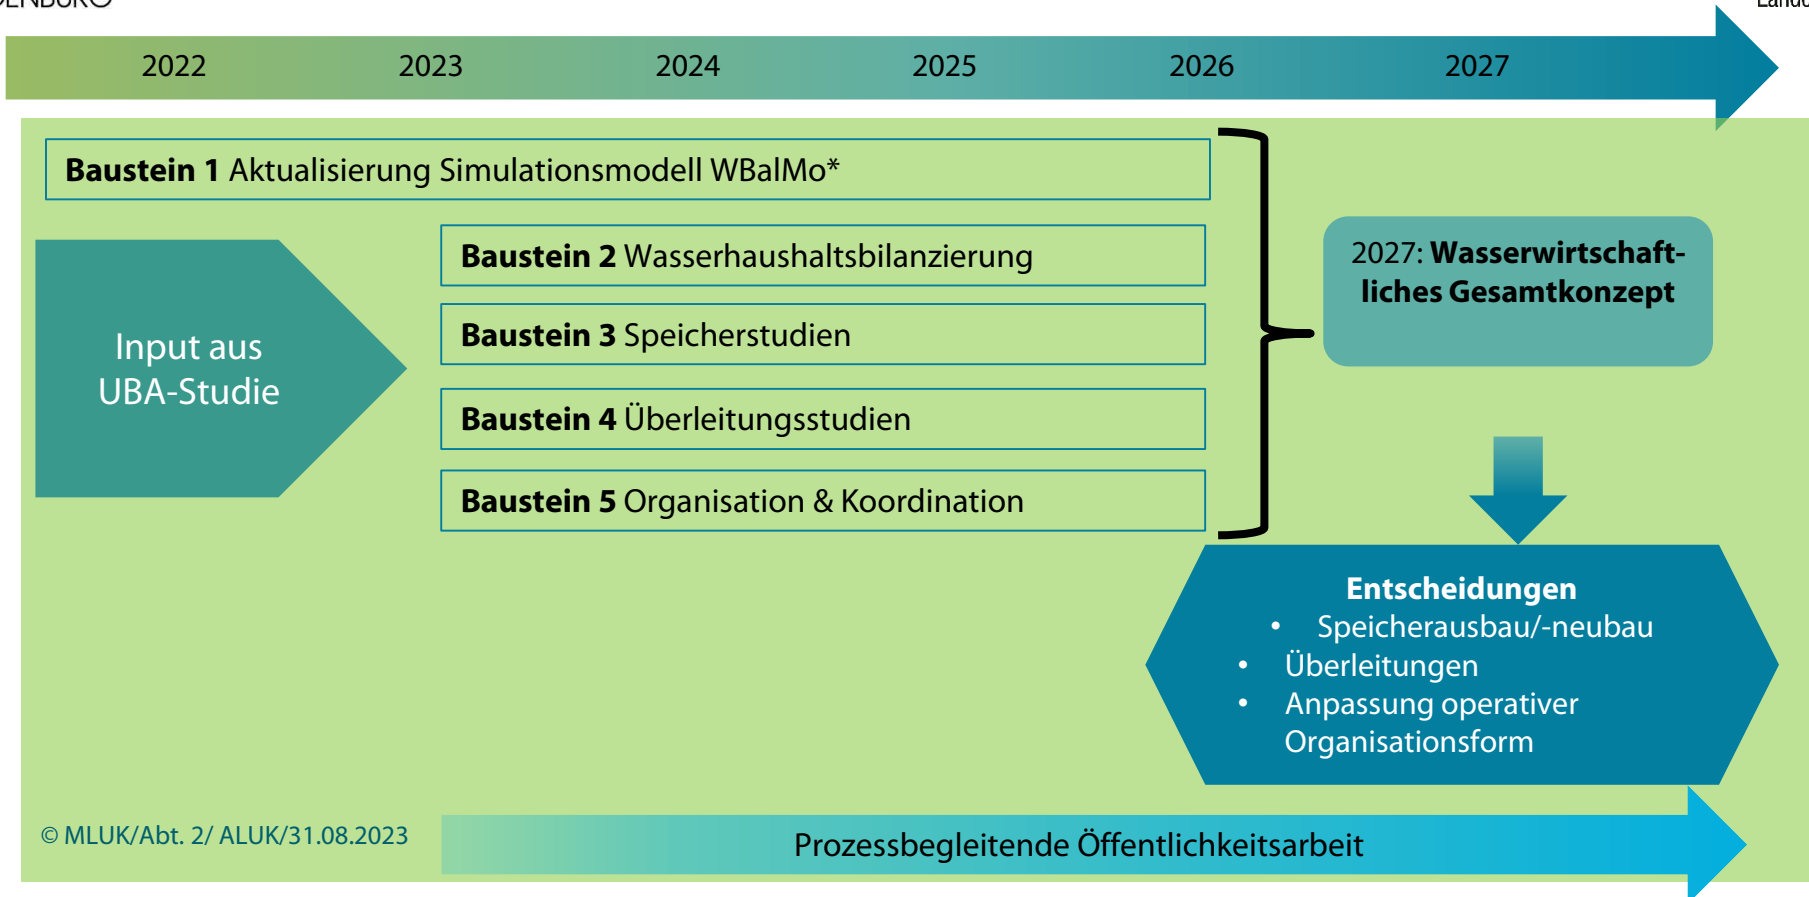 2022 2023 2024 2025 2026 2027
Baustein 1 Aktualisierung Simulationsmodell WBalMo*
Input aus
UBA-Studie
Baustein 2 Wasserhaushaltsbilanzierung
Baustein 3 Speicherstudien
Baustein 4 Überleitungsstudien
Baustein 5 Organisation & Koordination
2027: Wasserwirtschaft-
liches Gesamtkonzept
Entscheidungen
• Speicherausbau/-neubau
• Überleitungen
• Anpassung operativer
Organisationsform
© MLUK/Abt. 2/ ALUK/31.08.2023
Prozessbegleitende Öffentlichkeitsarbeit